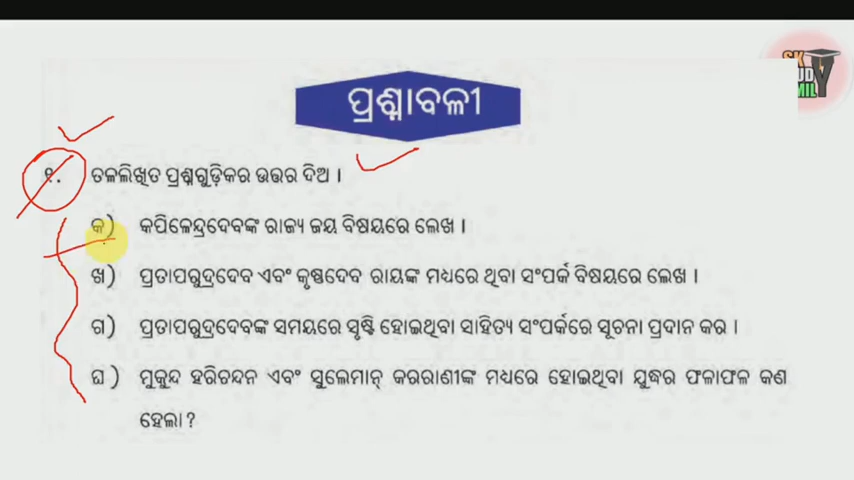 ପ୍ରଶ୍ନାବଳୀ
୧. ତଳଲିଖିତ ପ୍ରଶ୍ନଗୁଡ଼ିକର ଉତ୍ତର ଦିଅ ।
କ) କପିଳେନ୍ଦ୍ରଦେବଙ୍କ ରାଜ୍ୟ ଜୟ ବିଷୟରେ ଲେଖ ।
ଖ) ପ୍ରତାପରୁଦ୍ରଦେବ ଏବଂ କୃଷ୍ଣଦେବ ରାୟଙ୍କ ମଧ୍ୟରେ ଥିବା ସଂପର୍କ ବିଷୟରେ ଲେଖ ।
ଗ) ପ୍ରତାପରୁଦ୍ରଦେବଙ୍କ ସମୟରେ ସୃଷ୍ଟି ହୋଇଥିବା ସାହିତ୍ୟ ସଂପର୍କରେ ସୂଚନା ପ୍ରଦାନ କର ।
ଘ) ମୁକୁନ୍ଦ ହରିଚନ୍ଦନ ଏବଂ ସୁଲେମାନ୍ କରରାଣୀଙ୍କ ମଧ୍ୟରେ ହୋଇଥିବା ଯୁଦ୍ଧର ଫଳାଫଳ କଣ
ହେଲା ?